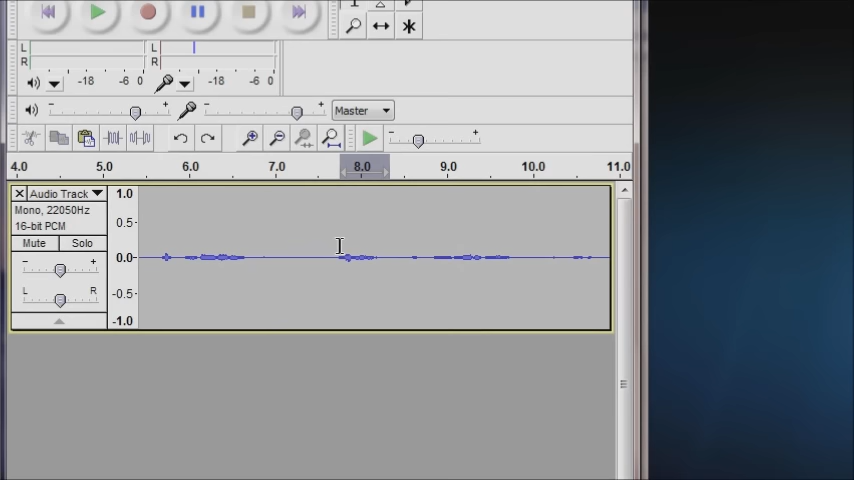 L
R
L
R
-18 -6 0
-18 -6 0
- + - + Master
- +
4.0 5.0 6.0 7.0 8.0 9.0 10.0 11.0
Audio Track
Mono, 22050Hz
16-bit PCM
Mute Solo
- +
L R
1.0
0.5
0.0
-0.5
-1.0